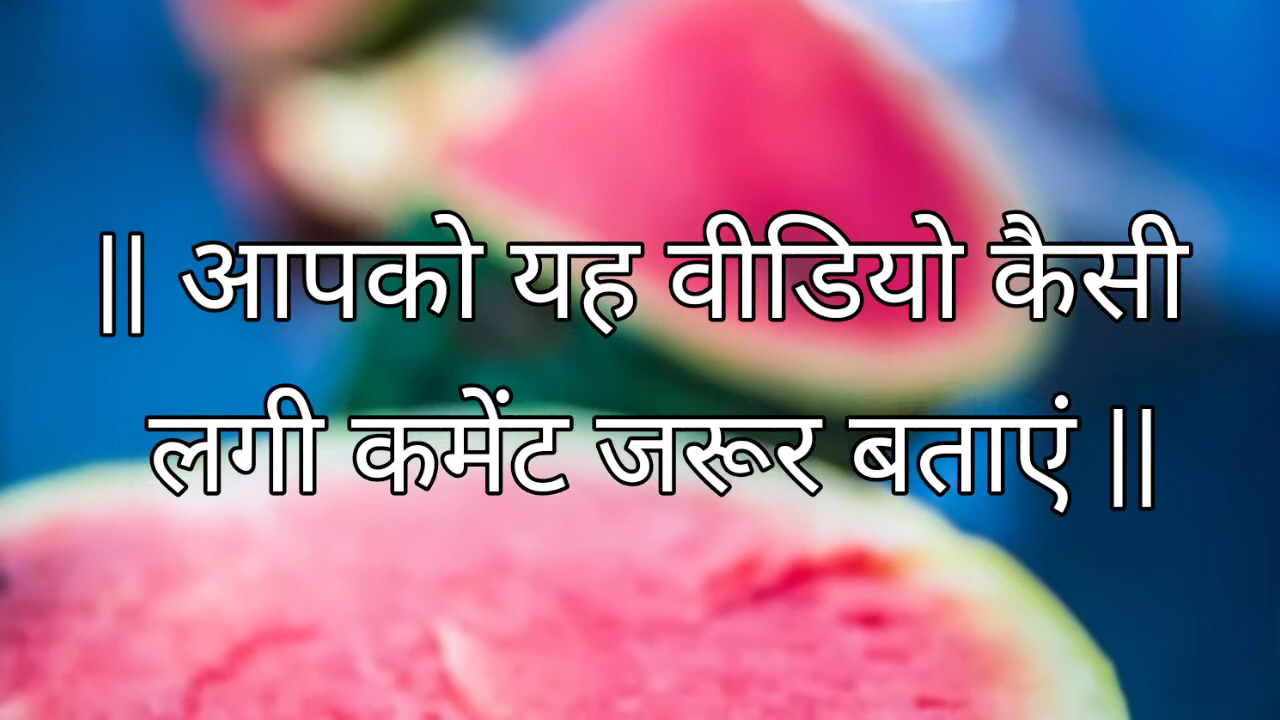 || आपको यह वीडियो कैसी
लगी कमेंट जरूर बताएं ||